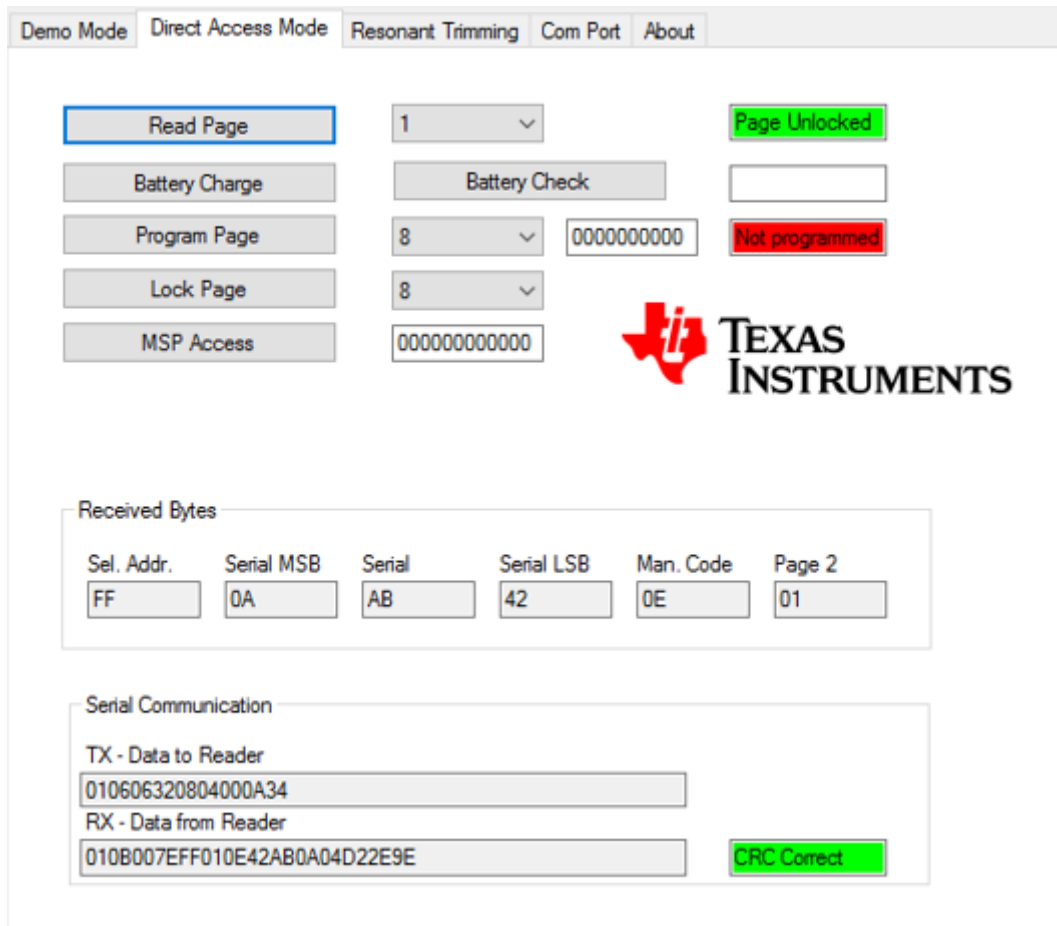 Demo Mode Direct Access Mode Resonant Trimming Com Port About
Read Page 1 Page Unlocked
Battery Charge Battery Check
Program Page 8 0000000000 Not programmed
Lock Page 8
MSP Access 000000000000
TEXAS
INSTRUMENTS
Received Bytes
Sel. Addr. Serial MSB Serial Serial LSB Man. Code Page 2
FF 0A AB 42 0E 01
Serial Communication
TX - Data to Reader
010606320804000A34
RX - Data from Reader
010B007EFF010E42AB0A04D22E9E CRC Correct